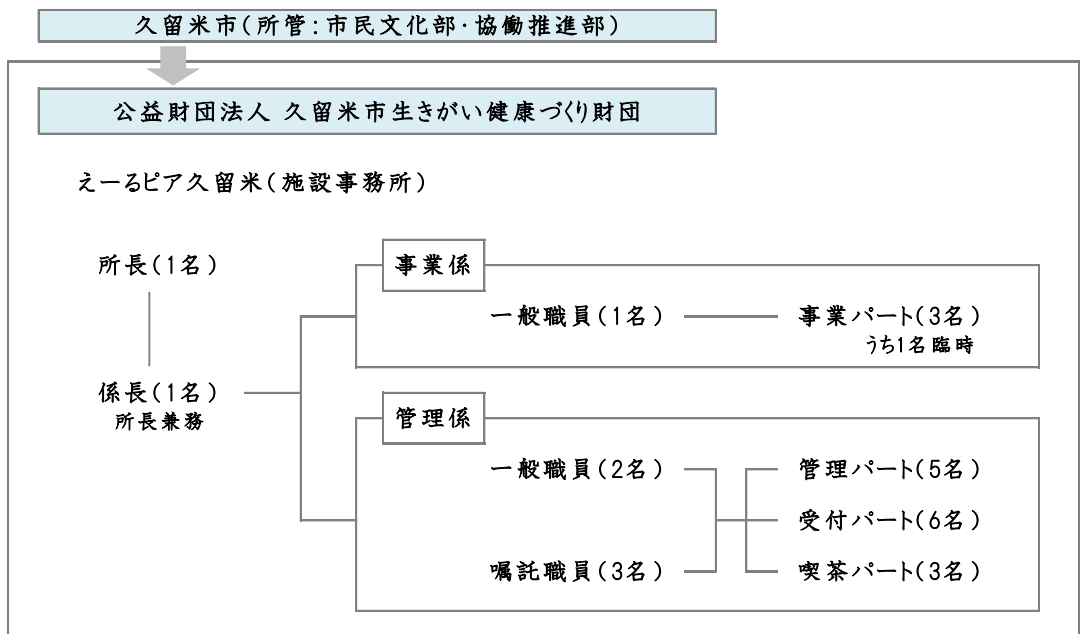 久留米市(所管:市民文化部・協働推進部)
公益財団法人 久留米市生きがい健康づくり財団
えーるピア久留米(施設事務所)
所長(1名)
係長(1名)
所長兼務
事業係
一般職員(1名)
事業パート(3名)
うち1名臨時
管理係
一般職員(2名)
嘱託職員(3名)
管理パート(5名)
受付パート(6名)
喫茶パート(3名)